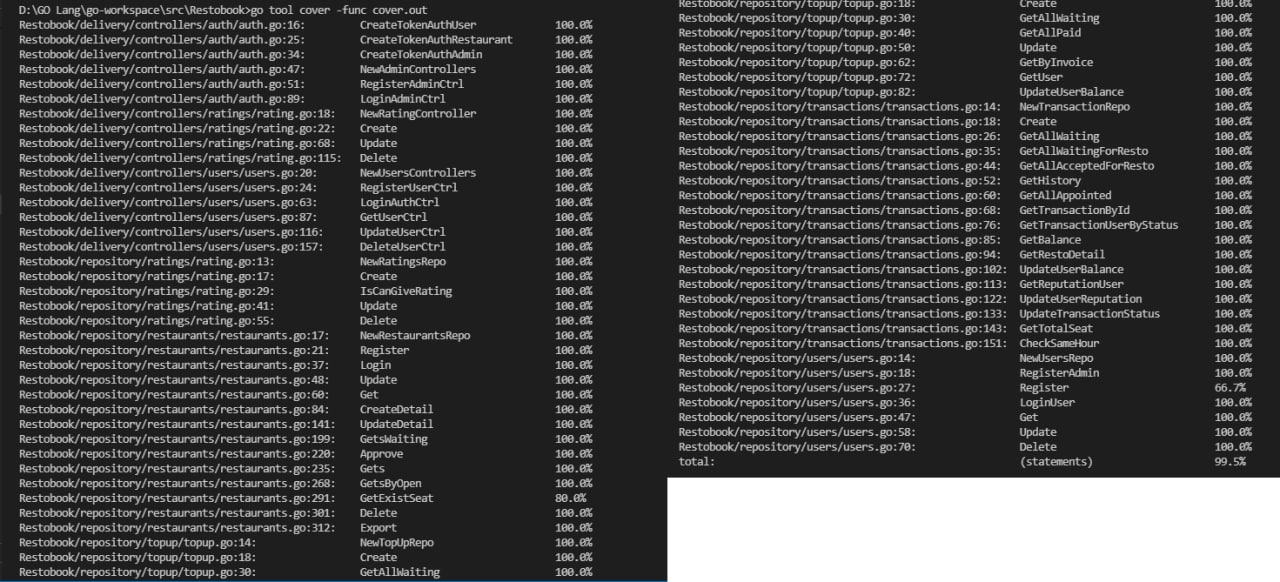 D:\GO Lang\go-workspace\src\Restobook>go tool cover -func cover.out
Restobook/delivery/controllers/auth/auth.go:16: CreateTokenAuthUser 100.0%
Restobook/delivery/controllers/auth/auth.go:25: CreateTokenAuthRestaurant 100.0%
Restobook/delivery/controllers/auth/auth.go:34: CreateTokenAuthAdmin 100.0%
Restobook/delivery/controllers/auth/auth.go:47: NewAdminControllers 100.0%
Restobook/delivery/controllers/auth/auth.go:51: RegisterAdminCtrl 100.0%
Restobook/delivery/controllers/auth/auth.go:89: LoginAdminCtrl 100.0%
Restobook/delivery/controllers/ratings/rating.go:18: NewRatingController 100.0%
Restobook/delivery/controllers/ratings/rating.go:22: Create 100.0%
Restobook/delivery/controllers/ratings/rating.go:68: Update 100.0%
Restobook/delivery/controllers/ratings/rating.go:115: Delete 100.0%
Restobook/delivery/controllers/users/users.go:20: NewUsersControllers 100.0%
Restobook/delivery/controllers/users/users.go:24: RegisterUserCtrl 100.0%
Restobook/delivery/controllers/users/users.go:63: LoginAuthCtrl 100.0%
Restobook/delivery/controllers/users/users.go:87: GetUserCtrl 100.0%
Restobook/delivery/controllers/users/users.go:116: UpdateUserCtrl 100.0%
Restobook/delivery/controllers/users/users.go:157: DeleteUserCtrl 100.0%
Restobook/repository/ratings/rating.go:13: NewRatingsRepo 100.0%
Restobook/repository/ratings/rating.go:17: Create 100.0%
Restobook/repository/ratings/rating.go:29: IsCanGiveRating 100.0%
Restobook/repository/ratings/rating.go:41: Update 100.0%
Restobook/repository/ratings/rating.go:55: Delete 100.0%
Restobook/repository/restaurants/restaurants.go:17: NewRestaurantsRepo 100.0%
Restobook/repository/restaurants/restaurants.go:21: Register 100.0%
Restobook/repository/restaurants/restaurants.go:37: Login 100.0%
Restobook/repository/restaurants/restaurants.go:48: Update 100.0%
Restobook/repository/restaurants/restaurants.go:60: Get 100.0%
Restobook/repository/restaurants/restaurants.go:84: CreateDetail 100.0%
Restobook/repository/restaurants/restaurants.go:141: UpdateDetail 100.0%
Restobook/repository/restaurants/restaurants.go:199: GetsWaiting 100.0%
Restobook/repository/restaurants/restaurants.go:220: Approve 100.0%
Restobook/repository/restaurants/restaurants.go:235: Gets 100.0%
Restobook/repository/restaurants/restaurants.go:268: GetsByOpen 100.0%
Restobook/repository/restaurants/restaurants.go:291: GetExistSeat 80.0%
Restobook/repository/restaurants/restaurants.go:301: Delete 100.0%
Restobook/repository/restaurants/restaurants.go:312: Export 100.0%
Restobook/repository/topup/topup.go:14: NewTopUpRepo 100.0%
Restobook/repository/topup/topup.go:18: Create 100.0%
Restobook/repository/topup/topup.go:30: GetAllWaiting 100.0%
Restobook/repository/topup/topup.go:18: Create 100.0%
Restobook/repository/topup/topup.go:30: GetAllWaiting 100.0%
Restobook/repository/topup/topup.go:40: GetAllPaid 100.0%
Restobook/repository/topup/topup.go:50: Update 100.0%
Restobook/repository/topup/topup.go:62: GetByInvoice 100.0%
Restobook/repository/topup/topup.go:72: GetUser 100.0%
Restobook/repository/topup/topup.go:82: UpdateUserBalance 100.0%
Restobook/repository/transactions/transactions.go:14: NewTransactionRepo 100.0%
Restobook/repository/transactions/transactions.go:18: Create 100.0%
Restobook/repository/transactions/transactions.go:26: GetAllWaiting 100.0%
Restobook/repository/transactions/transactions.go:35: GetAllWaitingForResto 100.0%
Restobook/repository/transactions/transactions.go:44: GetAllAcceptedForResto 100.0%
Restobook/repository/transactions/transactions.go:52: GetHistory 100.0%
Restobook/repository/transactions/transactions.go:60: GetAllAppointed 100.0%
Restobook/repository/transactions/transactions.go:68: GetTransactionById 100.0%
Restobook/repository/transactions/transactions.go:76: GetTransactionUserByStatus 100.0%
Restobook/repository/transactions/transactions.go:85: GetBalance 100.0%
Restobook/repository/transactions/transactions.go:94: GetRestoDetail 100.0%
Restobook/repository/transactions/transactions.go:102: UpdateUserBalance 100.0%
Restobook/repository/transactions/transactions.go:113: GetReputationUser 100.0%
Restobook/repository/transactions/transactions.go:122: UpdateUserReputation 100.0%
Restobook/repository/transactions/transactions.go:133: UpdateTransactionStatus 100.0%
Restobook/repository/transactions/transactions.go:143: GetTotalSeat 100.0%
Restobook/repository/transactions/transactions.go:151: CheckSameHour 100.0%
Restobook/repository/users/users.go:14: NewUsersRepo 100.0%
Restobook/repository/users/users.go:18: RegisterAdmin 100.0%
Restobook/repository/users/users.go:27: Register 66.7%
Restobook/repository/users/users.go:36: LoginUser 100.0%
Restobook/repository/users/users.go:47: Get 100.0%
Restobook/repository/users/users.go:58: Update 100.0%
Restobook/repository/users/users.go:70: Delete 100.0%
total: (statements) 99.5%